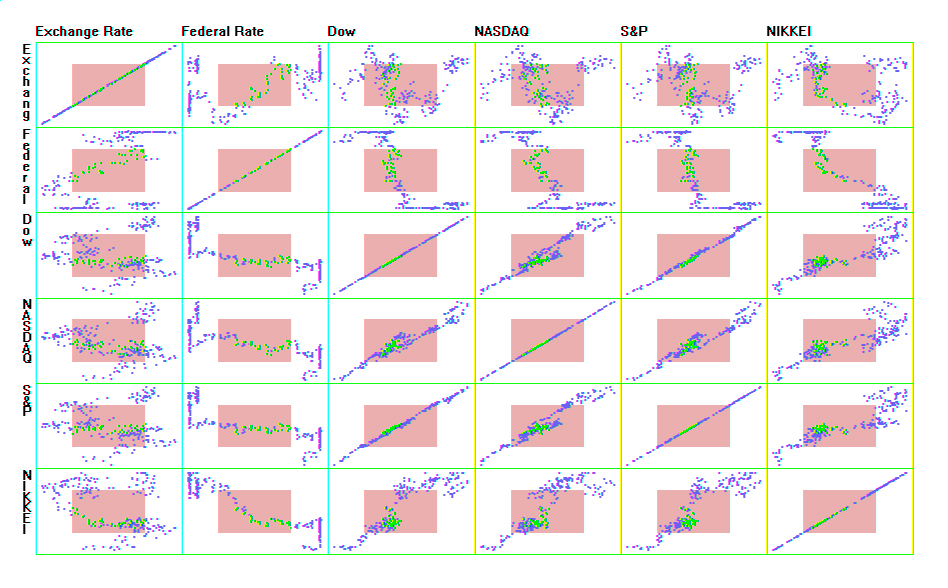 Exchange Rate Federal Rate Dow NASDAQ S&P NIKKEI
Exchang
Federal
Dow
NASDAQ
S&P
NIKKEI